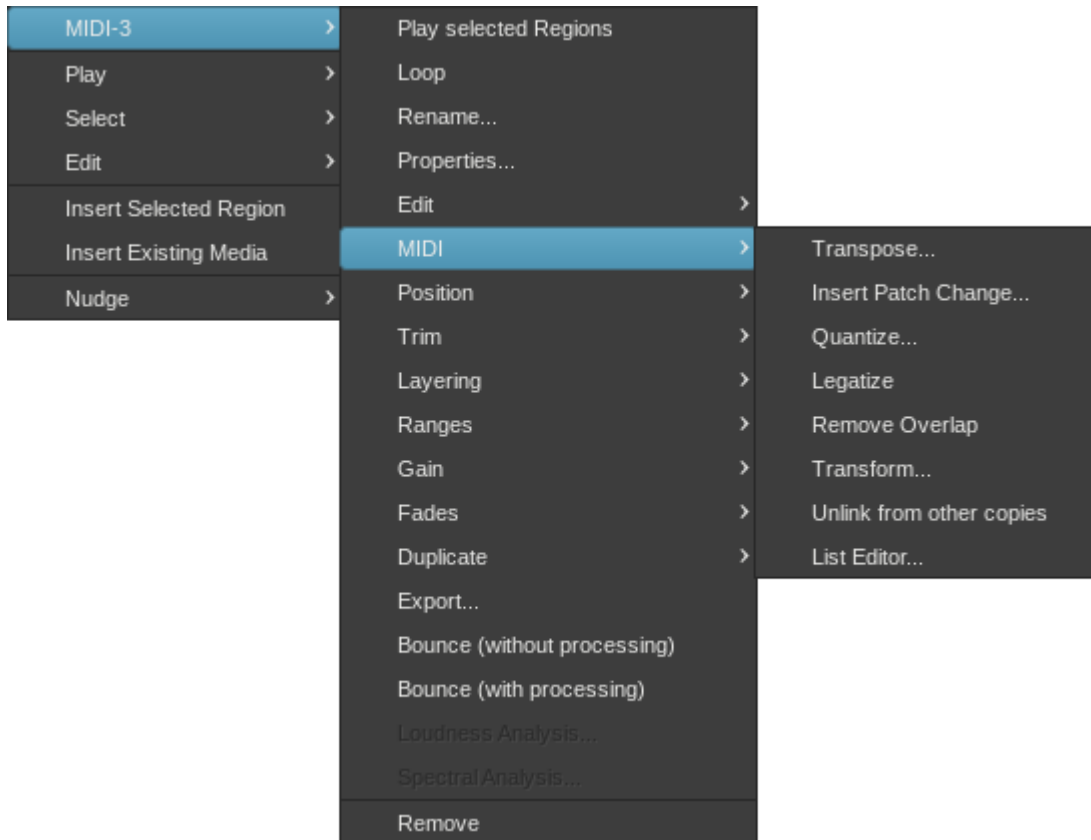 MIDI-3
Play
Select
Edit
Insert Selected Region
Insert Existing Media
Nudge
Play selected Regions
Loop
Rename...
Properties...
Edit
MIDI
Position
Trim
Layering
Ranges
Gain
Fades
Duplicate
Export...
Bounce (without processing)
Bounce (with processing)
Loudness Analysis...
Spectral Analysis...
Remove
Transpose...
Insert Patch Change...
Quantize...
Legatize
Remove Overlap
Transform...
Unlink from other copies
List Editor...